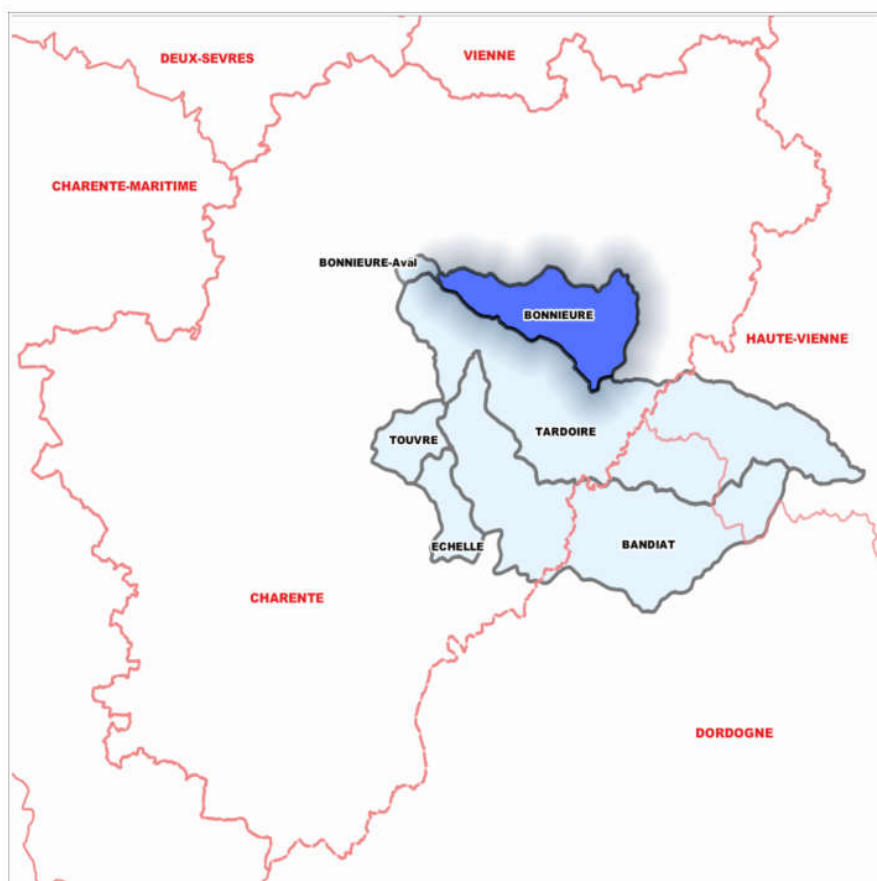 DEUX-SEVRES
VIENNE
CHARENTE-MARITIME
BONNIEURE-Aval
BONNIEURE
HAUTE-VIENNE
TARDOIRE
TOUVRE
ECHELLE
BANDIAT
CHARENTE
DORDOGNE